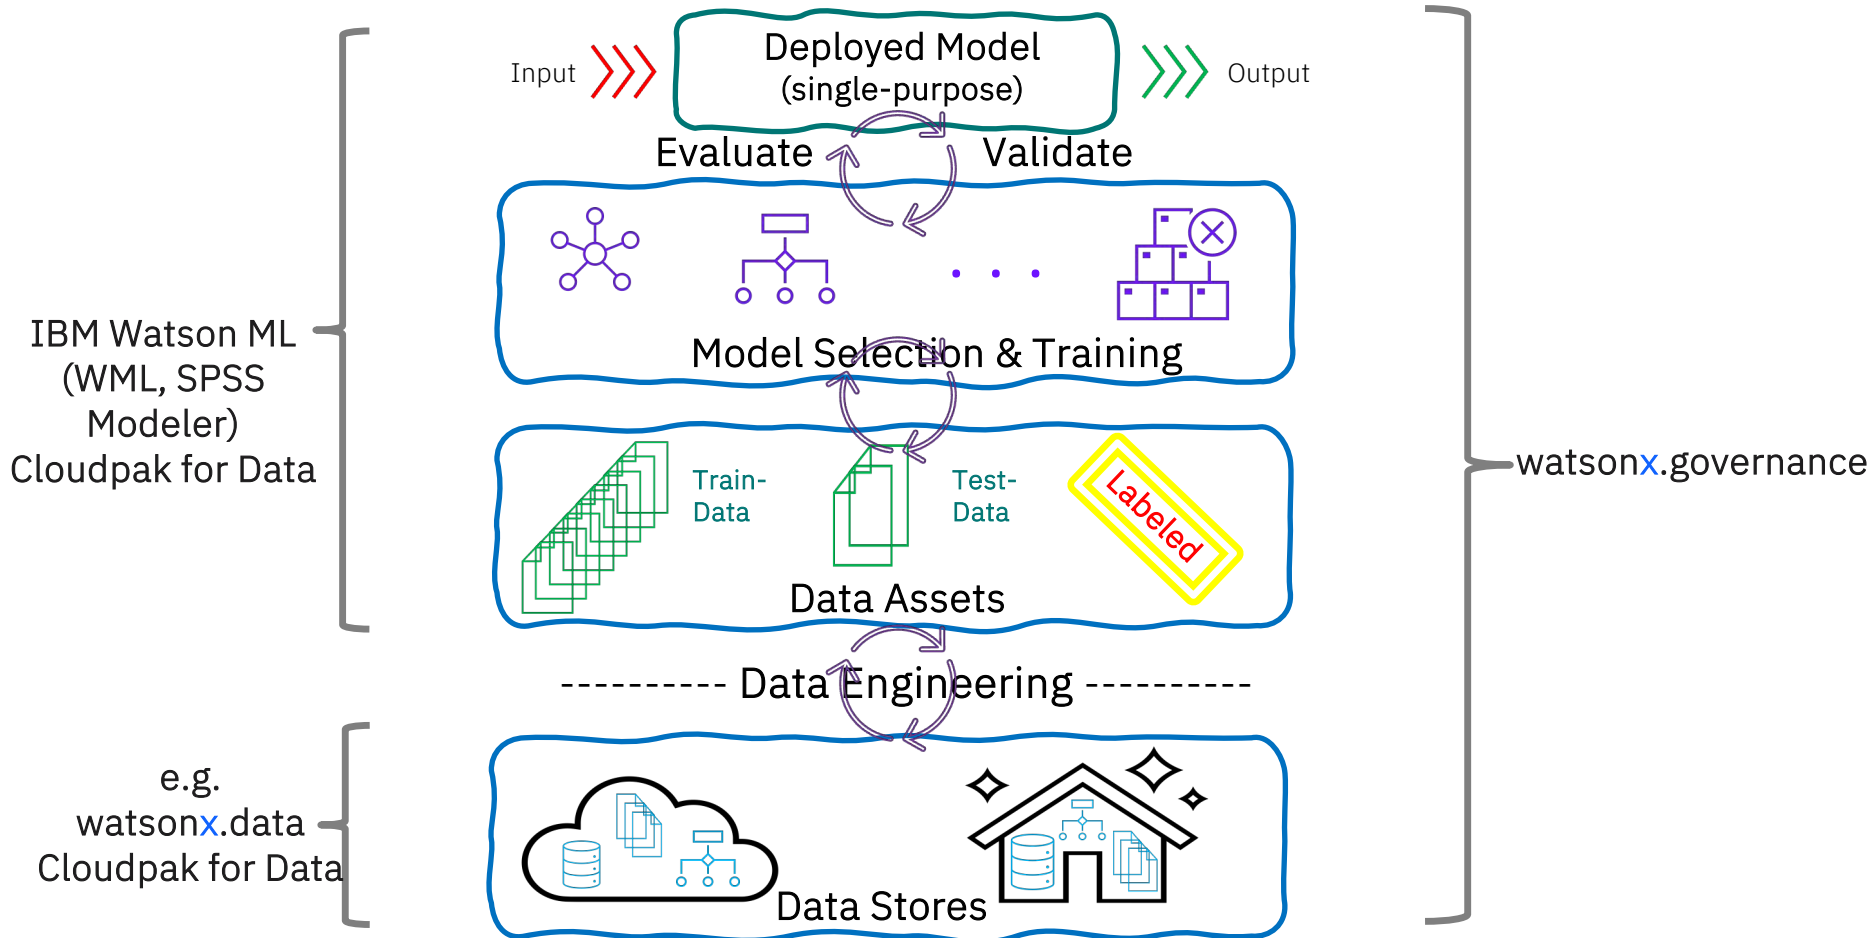 Deployed Model
(single-purpose)
Input
Output
Evaluate
Validate
Model Selection & Training
IBM Watson ML
(WML, SPSS
Modeler)
Cloudpak for Data
watsonx.governance
Train-
Data
Test-
Data
Labeled
Data Assets
---------- Data Engineering ----------
e.g.
watsonx.data
Cloudpak for Data
Data Stores